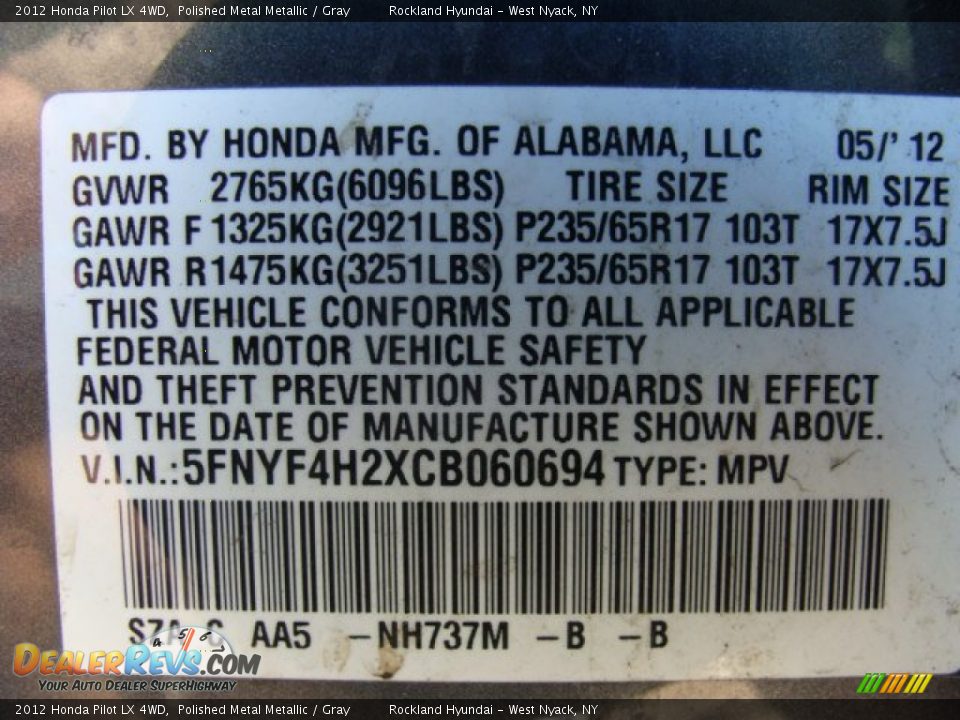 2012 Honda Pilot LX 4WD, Polished Metal Metallic / Gray Rockland Hyundai - West Nyack, NY
MFD. BY HONDA MFG. OF ALABAMA, LLC 05/' 12
GVWR 2765KG(6096LBS) TIRE SIZE RIM SIZE
GAWR F 1325KG(2921LBS) P235/65R17 103T 17X7.5J
GAWR R 1475KG(3251LBS) P235/65R17 103T 17X7.5J
THIS VEHICLE CONFORMS TO ALL APPLICABLE
FEDERAL MOTOR VEHICLE SAFETY
AND THEFT PREVENTION STANDARDS IN EFFECT
ON THE DATE OF MANUFACTURE SHOWN ABOVE.
V.I.N.:5FNYF4H2XCB060694 TYPE: MPV
AA5 -NH737M -B -B
4 5 6
DealerRevs.com
Your Auto Dealer SuperHighway
2012 Honda Pilot LX 4WD, Polished Metal Metallic / Gray Rockland Hyundai - West Nyack, NY